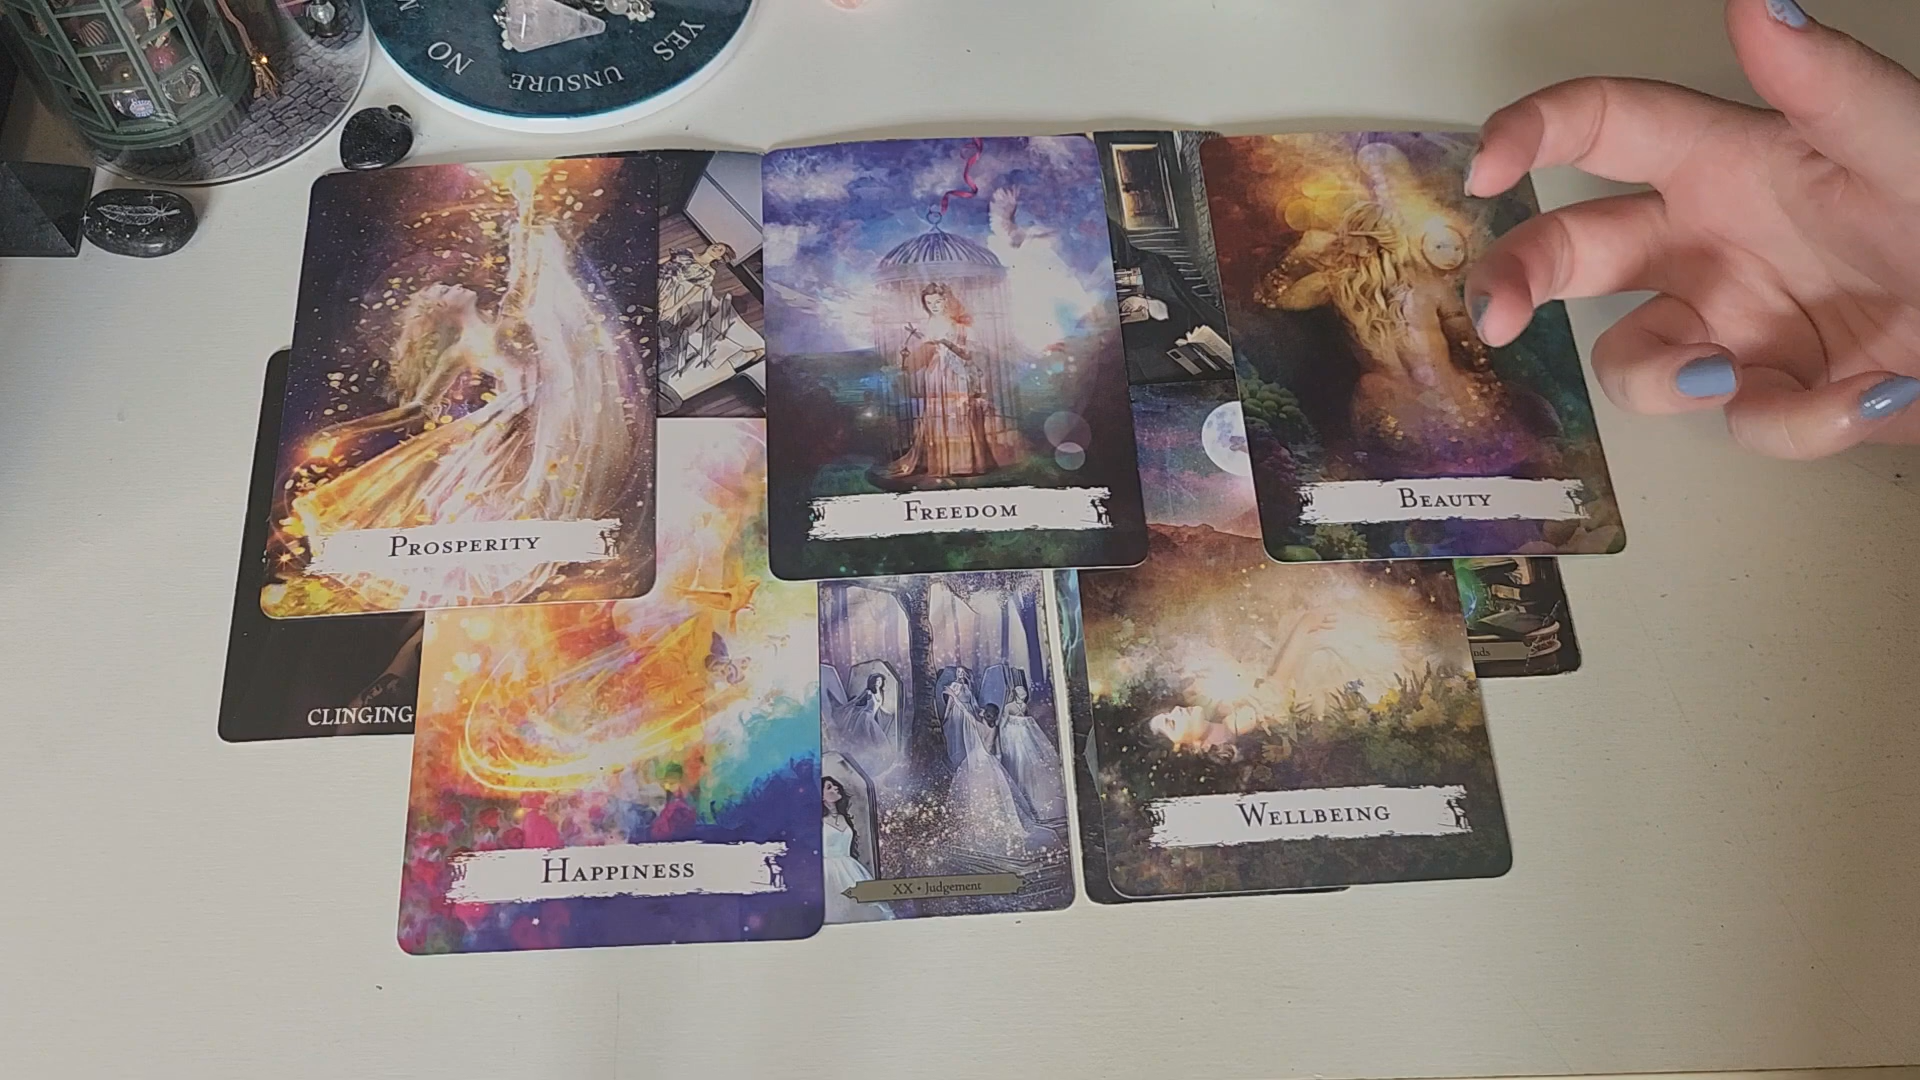 NO
UNSURE
YES
PROSPERITY
FREEDOM
BEAUTY
CLINGING
HAPPINESS
XX • Judgement
WELLBEING